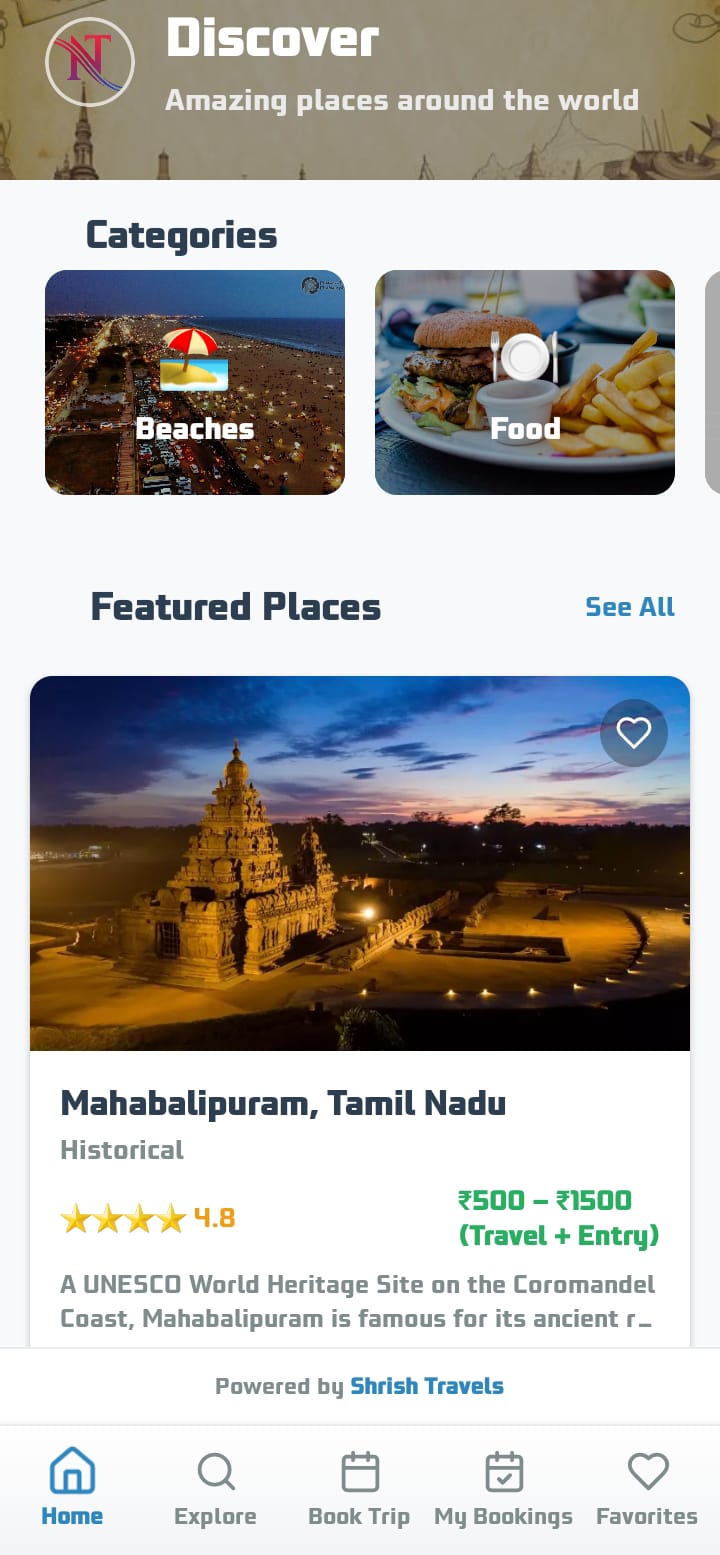 NT
Discover
Amazing places around the world
Categories
Beaches
Food
Featured Places
See All
Mahabalipuram, Tamil Nadu
Historical
4.8
₹500 – ₹1500
(Travel + Entry)
A UNESCO World Heritage Site on the Coromandel
Coast, Mahabalipuram is famous for its ancient r…
Powered by Shrish Travels
Home
Explore
Book Trip
My Bookings
Favorites